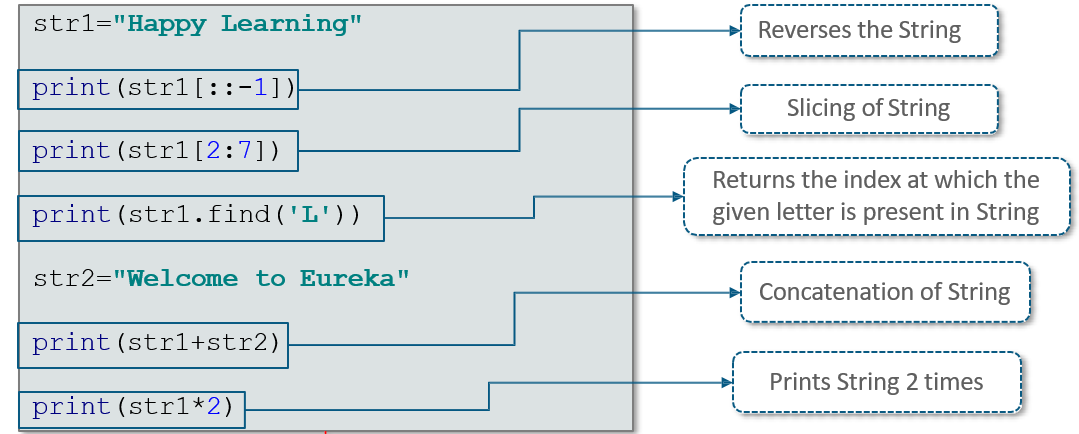 str1="Happy Learning"
print(str1[::-1])
Reverses the String
print(str1[2:7])
Slicing of String
print(str1.find('L'))
Returns the index at which the
given letter is present in String
str2="Welcome to Eureka"
print(str1+str2)
Concatenation of String
print(str1*2)
Prints String 2 times